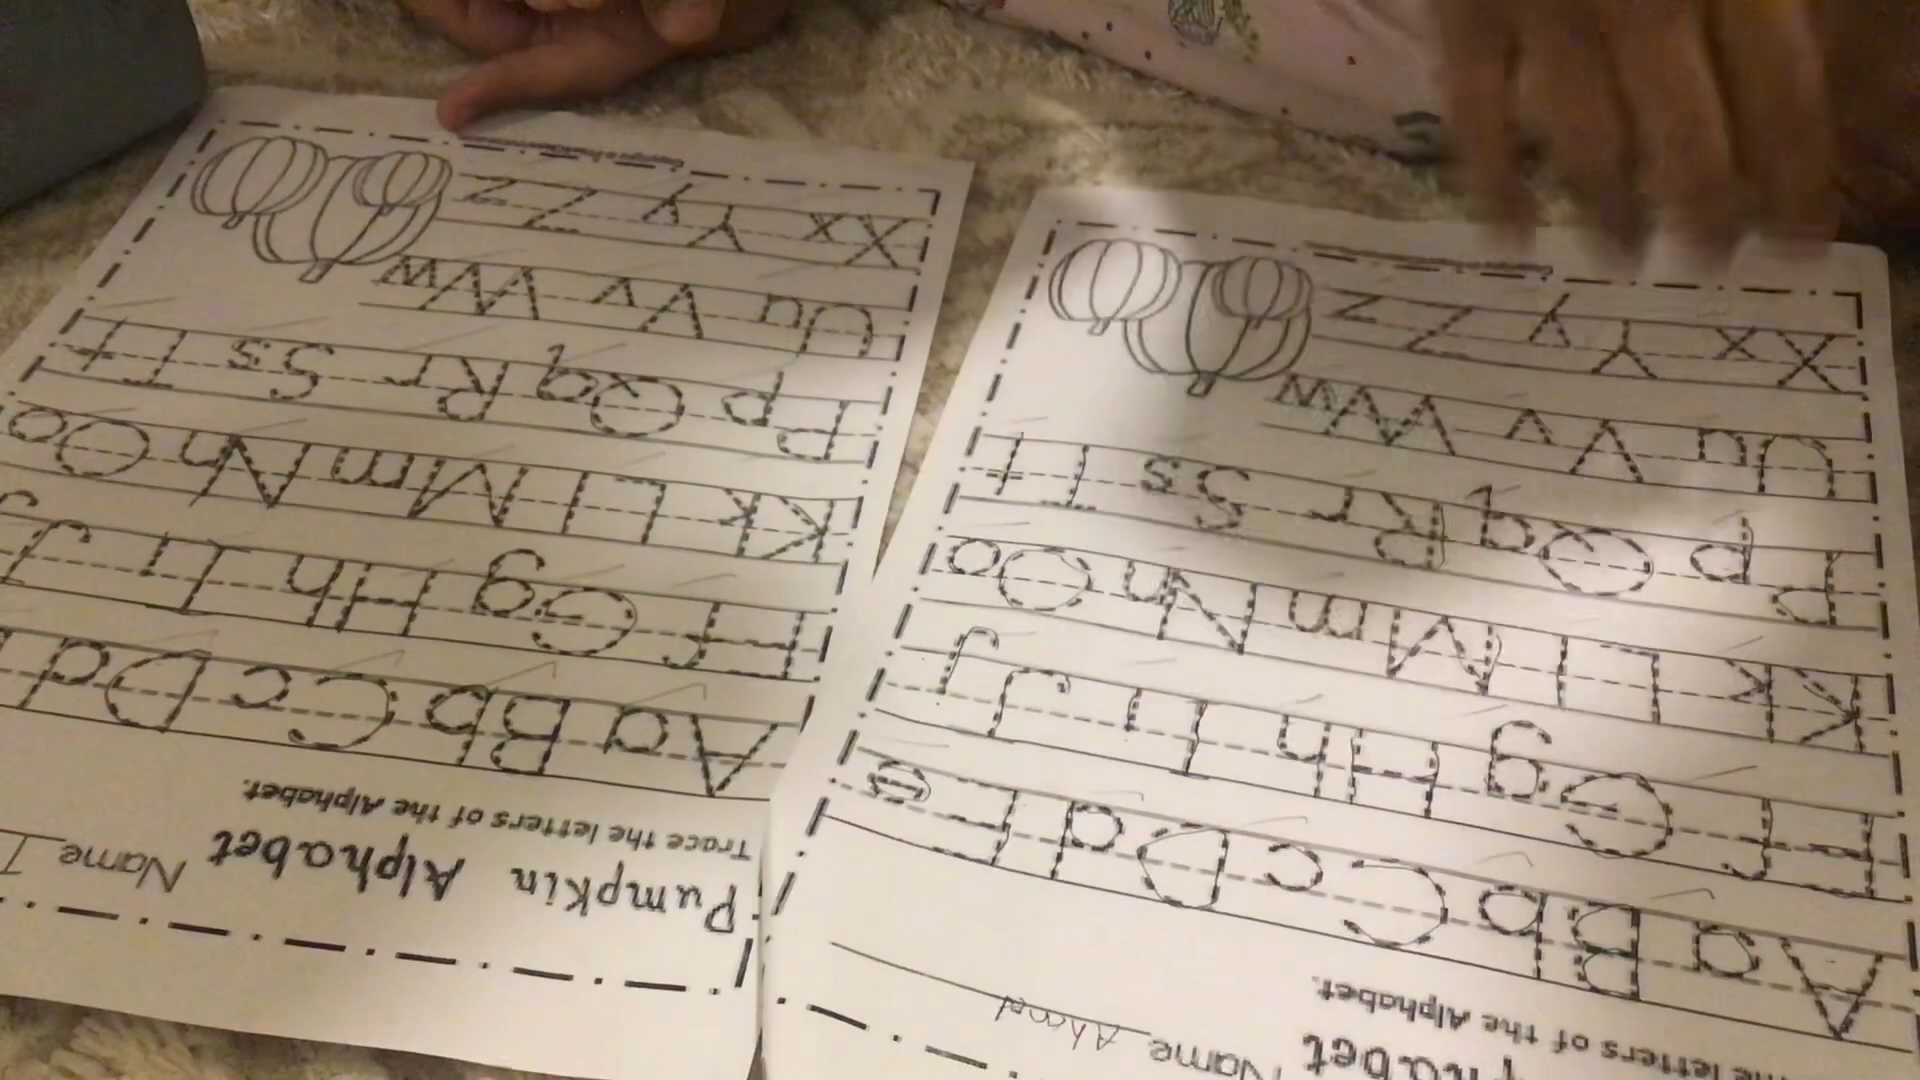 Pumpkin Alphabet Name I
Trace the letters of the Alphabet.
Aa Bb Cc Dd
Ff Gg Hh Ii Jj
Kk Ll Mm Nn Oo
Pp Qq Rr Ss Tt
Uu Vv Ww
Xx Yy Zz
phabet Name Ahmed
he letters of the Alphabet.
Aa Bb Cc Dd Ee
Ff Gg Hh Ii Jj
Kk Ll Mm Nn Oo
Pp Qq Rr Ss Tt
Uu Vv Ww
Xx Yy Zz